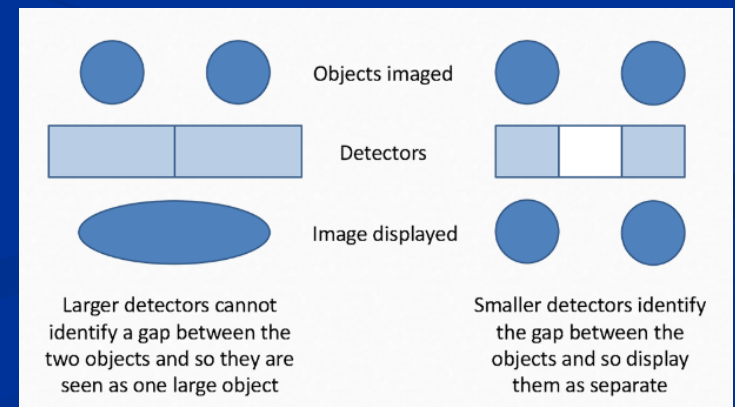 Objects imaged
Detectors
Image displayed
Larger detectors cannot
identify a gap between the
two objects and so they are
seen as one large object
Smaller detectors identify
the gap between the
objects and so display
them as separate